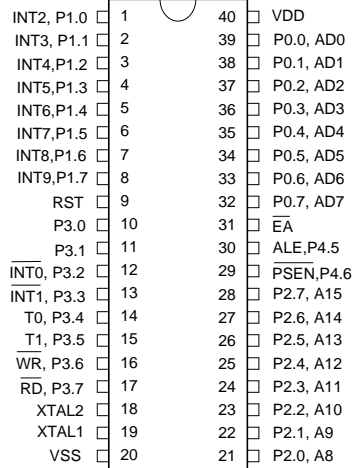 INT2, P1.0 1 40 VDD
INT3, P1.1 2 39 P0.0, AD0
INT4,P1.2 3 38 P0.1, AD1
INT5,P1.3 4 37 P0.2, AD2
INT6,P1.4 5 36 P0.3, AD3
INT7,P1.5 6 35 P0.4, AD4
INT8,P1.6 7 34 P0.5, AD5
INT9,P1.7 8 33 P0.6, AD6
RST 9 32 P0.7, AD7
P3.0 10 31 EA
P3.1 11 30 ALE,P4.5
INT0, P3.2 12 29 PSEN,P4.6
INT1, P3.3 13 28 P2.7, A15
T0, P3.4 14 27 P2.6, A14
T1, P3.5 15 26 P2.5, A13
WR, P3.6 16 25 P2.4, A12
RD, P3.7 17 24 P2.3, A11
XTAL2 18 23 P2.2, A10
XTAL1 19 22 P2.1, A9
VSS 20 21 P2.0, A8